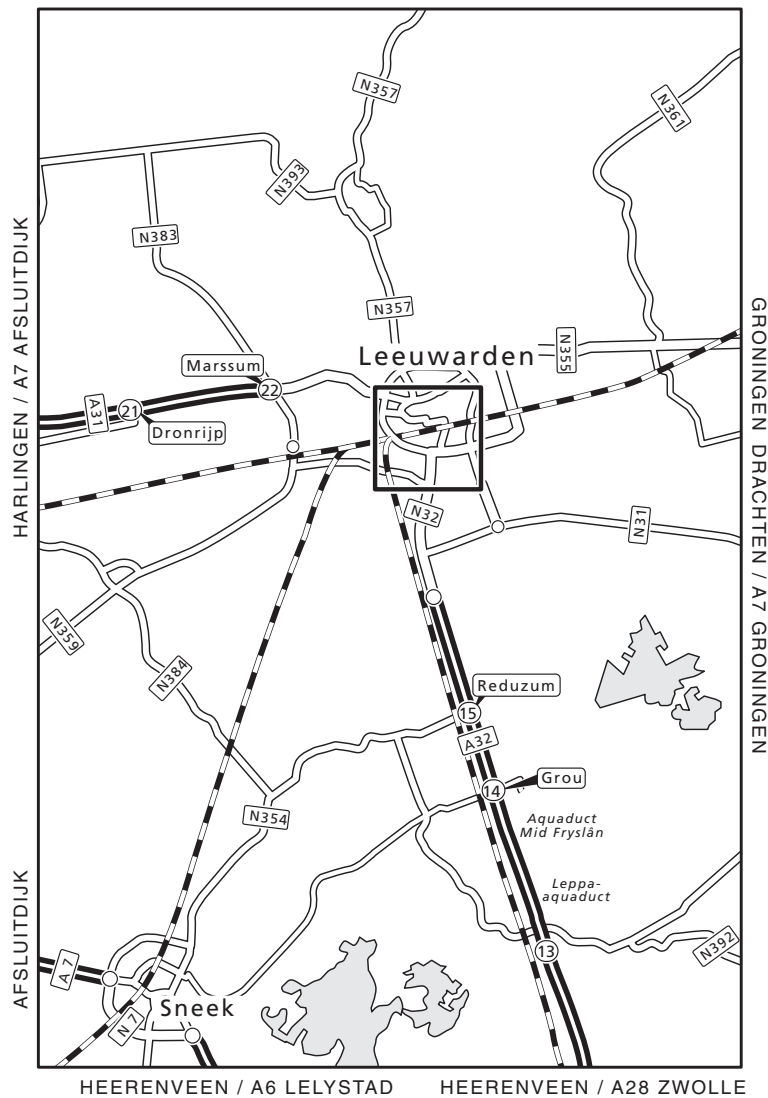 N357
N361
N393
N383
N357
Leeuwarden
N355
Marssum
22
A31
21
Dronrijp
N32
N31
N359
N384
Reduzum
15
A32
14
Grou
Aquaduct
Mid Fryslân
N354
Leppa-
aquaduct
13
N392
A 7
Sneek
N 7
HARLINGEN / A7 AFSLUITDIJK
AFSLUITDIJK
GRONINGEN
DRACHTEN / A7 GRONINGEN
HEERENVEEN / A6 LELYSTAD
HEERENVEEN / A28 ZWOLLE